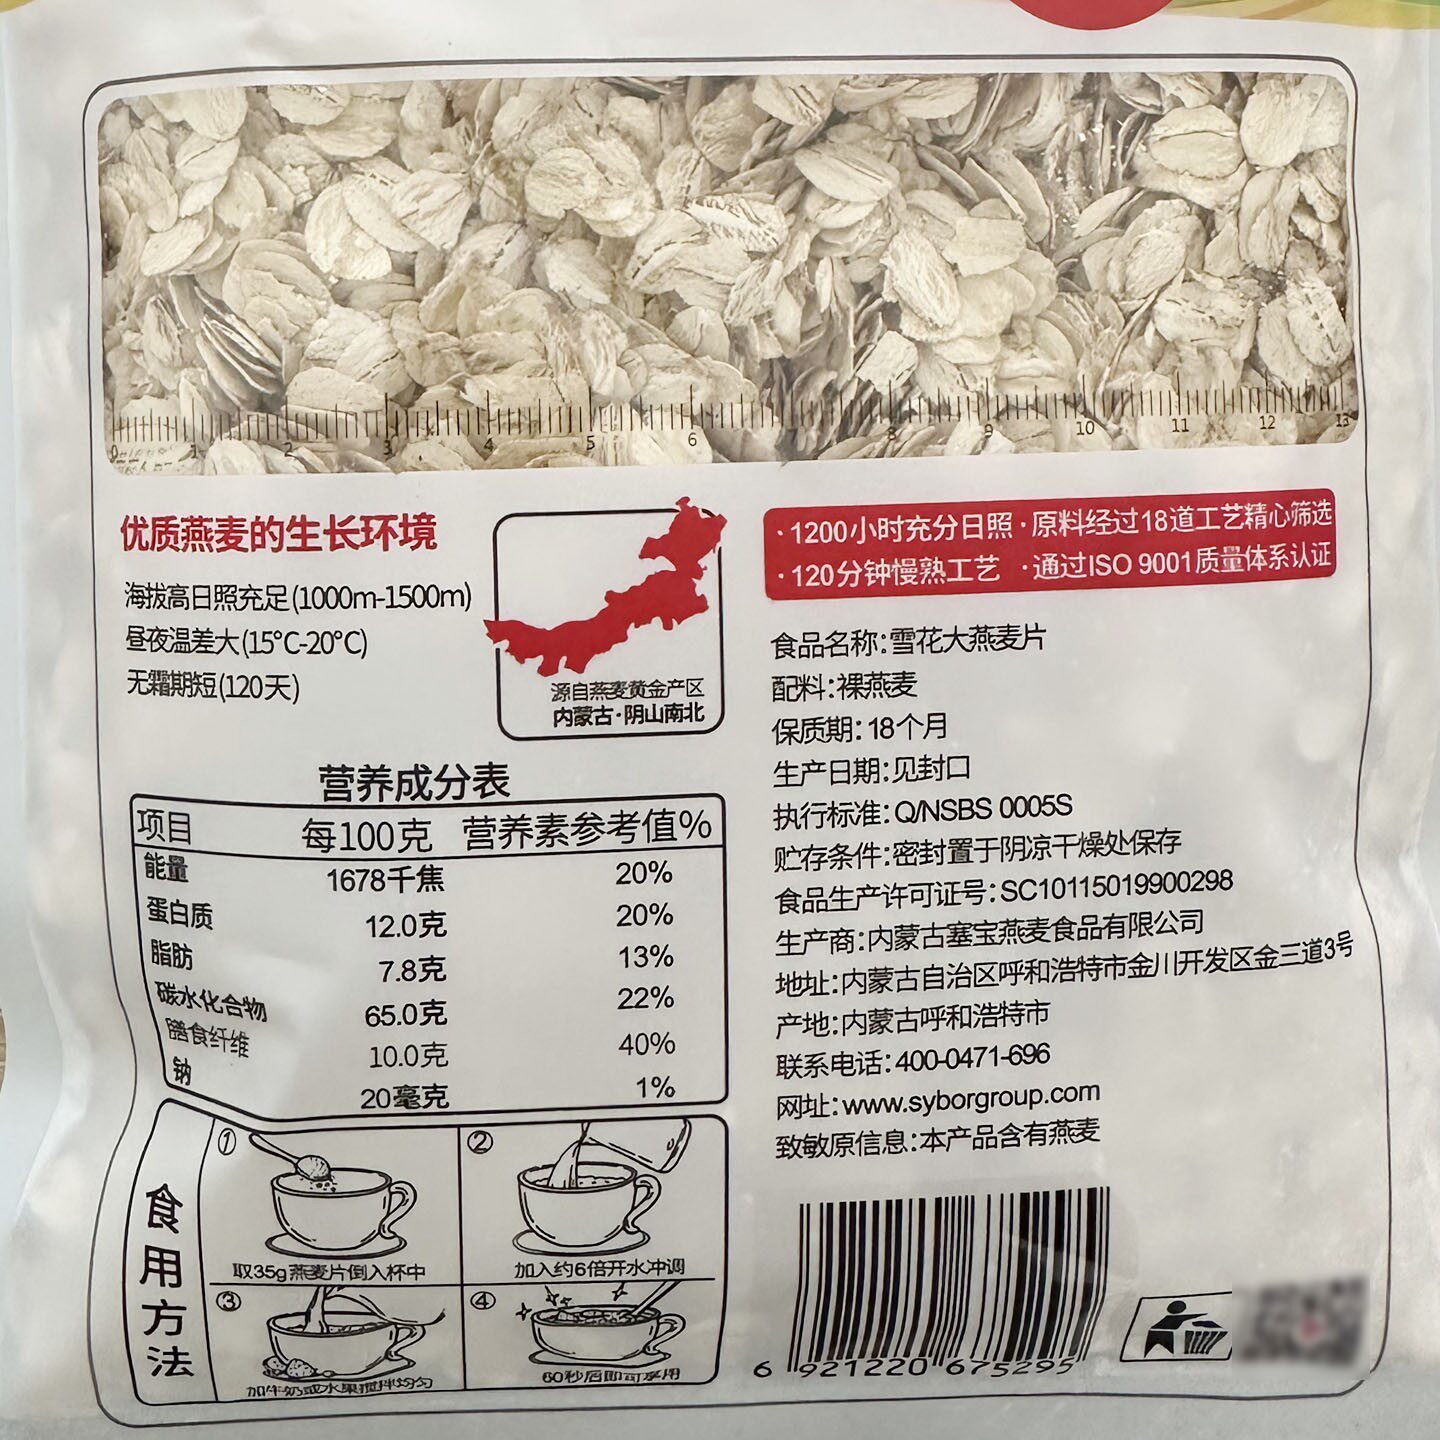 1 2 3 4 5 6 8 9 10 11 12 13
优质燕麦的生长环境
海拔高日照充足(1000m-1500m)
昼夜温差大(15°C-20°C)
无霜期短(120天)
源自燕麦黄金产区
内蒙古·阴山南北
·1200小时充分日照 ·原料经过18道工艺精心筛选
·120分钟慢熟工艺 ·通过ISO 9001质量体系认证
营养成分表
项目 每100克 营养素参考值%
能量 1678千焦 20%
蛋白质 12.0克 20%
脂肪 7.8克 13%
碳水化合物 65.0克 22%
膳食纤维 10.0克 40%
钠 20毫克 1%
食用方法
①
取35g燕麦片倒入杯中
②
加入约6倍开水冲调
③
加牛奶或水果搅拌均匀
④
60秒后即可享用
食品名称:雪花大燕麦片
配料:裸燕麦
保质期:18个月
生产日期:见封口
执行标准:Q/NSBS 0005S
贮存条件:密封置于阴凉干燥处保存
食品生产许可证号:SC10115019900298
生产商:内蒙古塞宝燕麦食品有限公司
地址:内蒙古自治区呼和浩特市金川开发区金三道3号
产地:内蒙古呼和浩特市
联系电话:400-0471-696
网址:www.syborgroup.com
致敏原信息:本产品含有燕麦
6 921220 675295